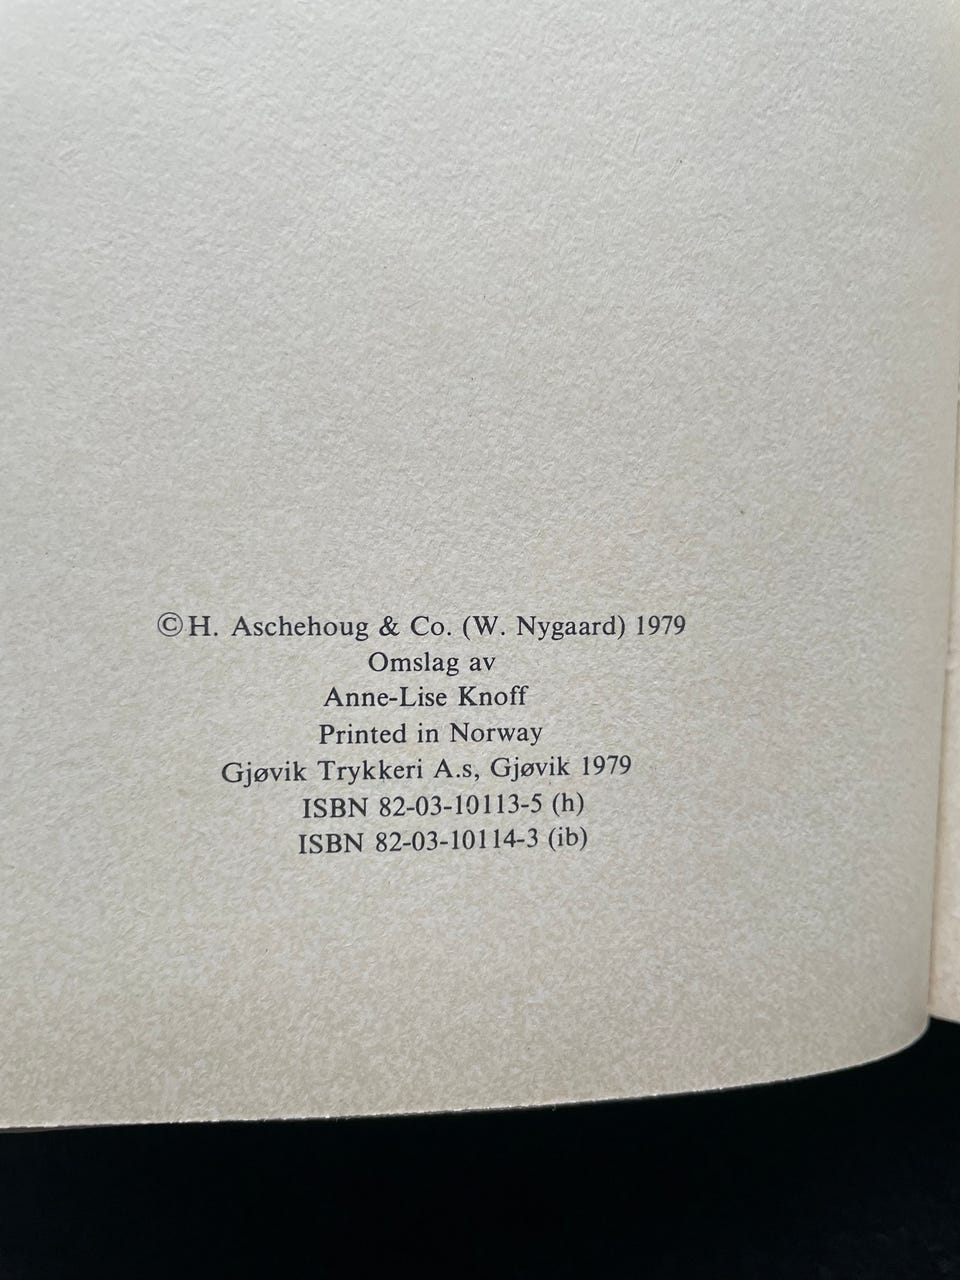 ©H. Aschehoug & Co. (W. Nygaard) 1979
Omslag av
Anne-Lise Knoff
Printed in Norway
Gjøvik Trykkeri A.s, Gjøvik 1979
ISBN 82-03-10113-5 (h)
ISBN 82-03-10114-3 (ib)